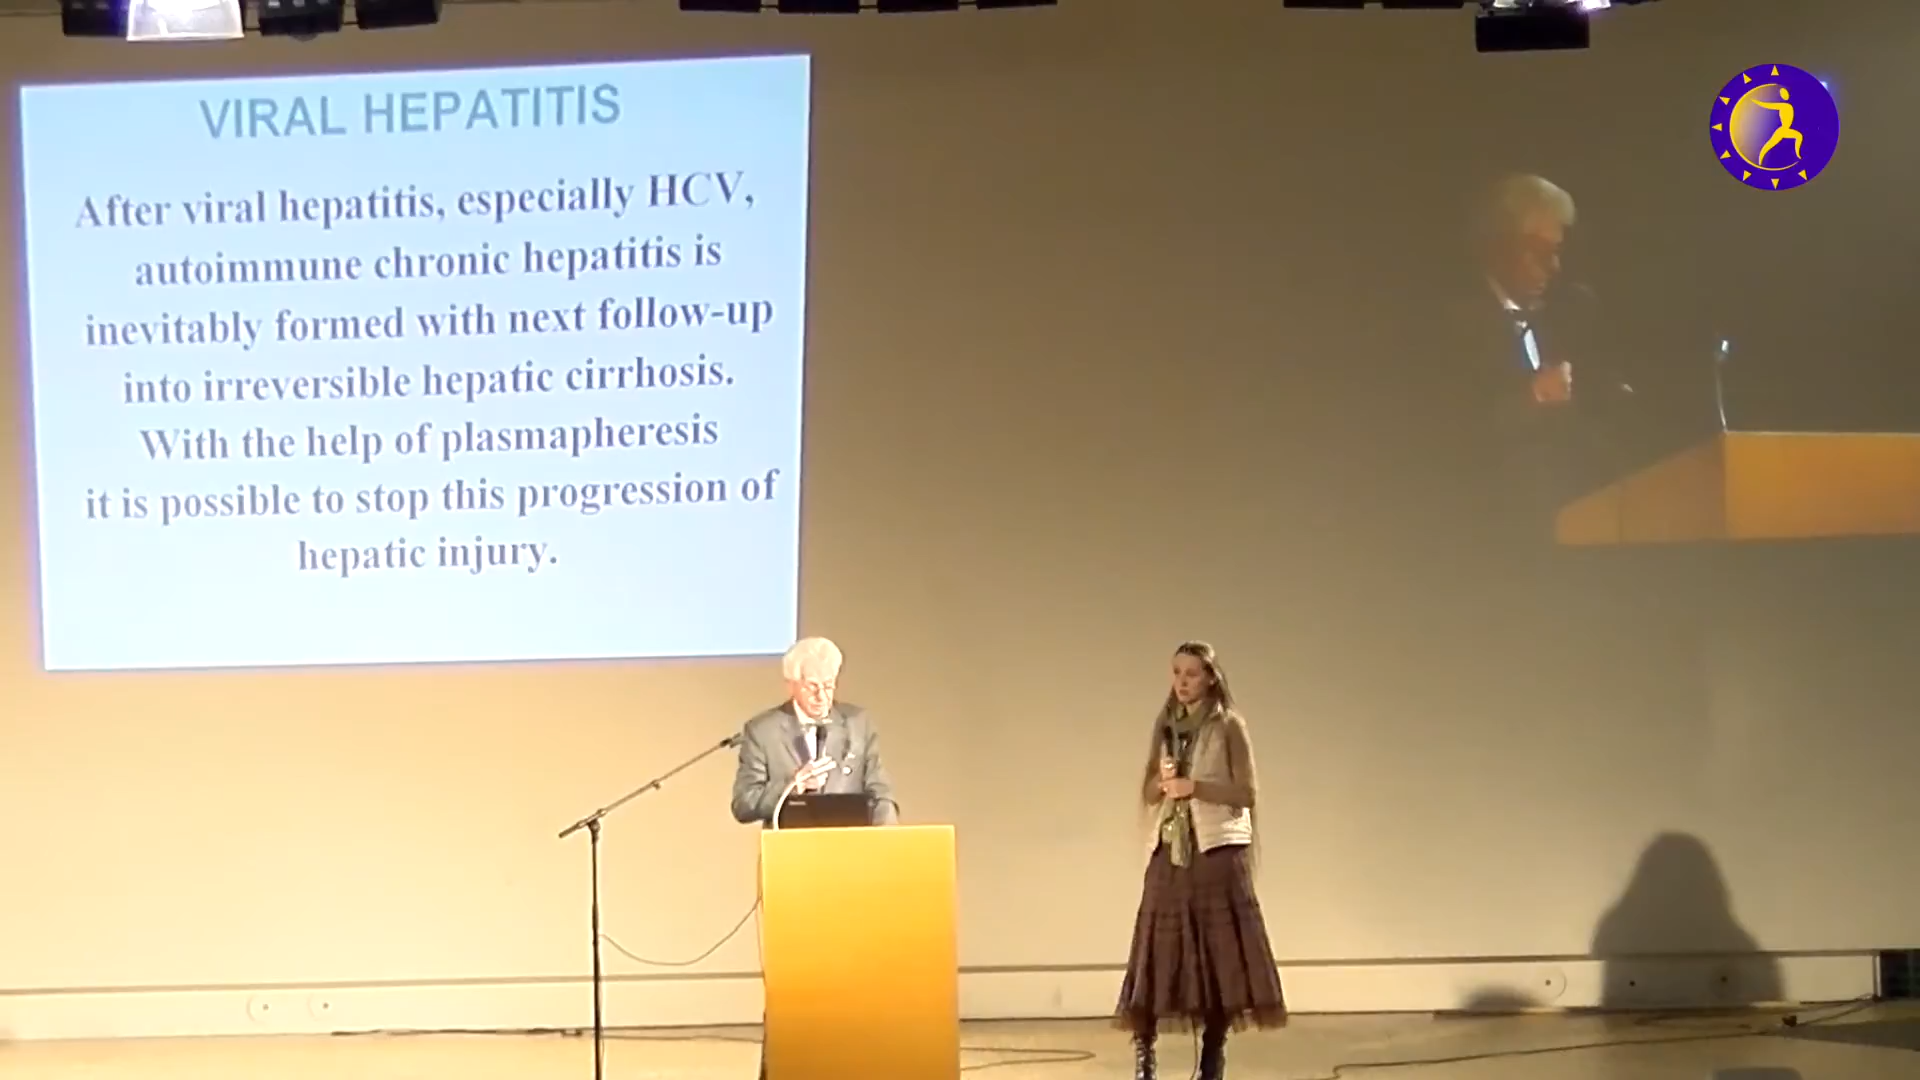 VIRAL HEPATITIS
After viral hepatitis, especially HCV,
autoimmune chronic hepatitis is
inevitably formed with next follow-up
into irreversible hepatic cirrhosis.
With the help of plasmapheresis
it is possible to stop this progression of
hepatic injury.